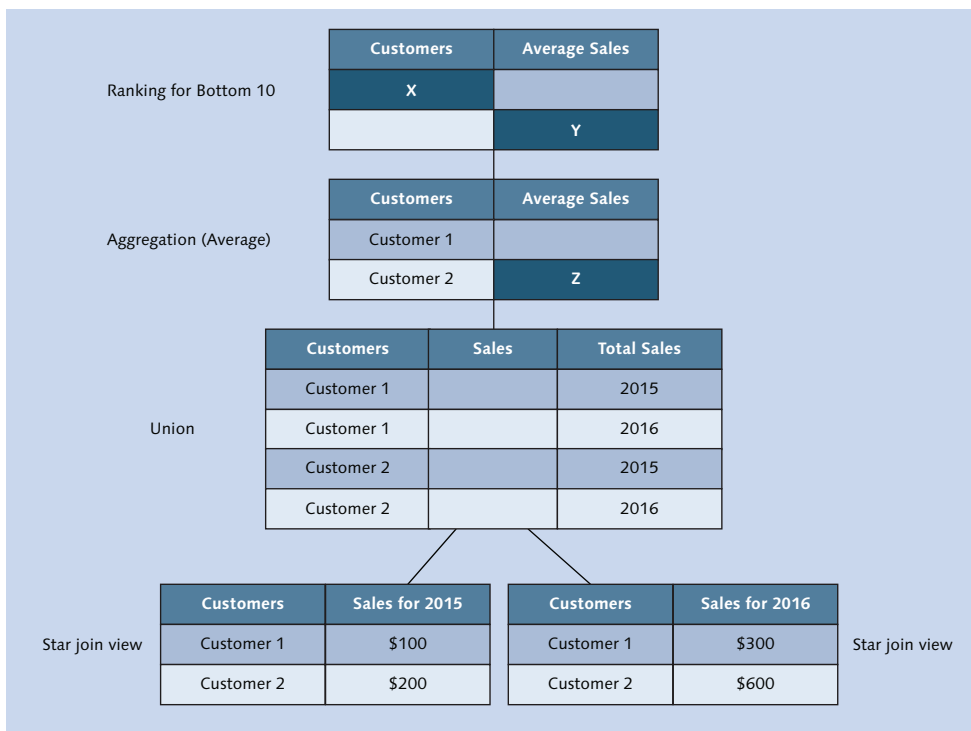 Customers Average Sales
Ranking for Bottom 10 X
Y
Customers Average Sales
Aggregation (Average) Customer 1
Customer 2 Z
Customers Sales Total Sales
Customer 1 2015
Union Customer 1 2016
Customer 2 2015
Customer 2 2016
Customers Sales for 2015 Customers Sales for 2016
Star join view Customer 1 $100 Customer 1 $300 Star join view
Customer 2 $200 Customer 2 $600